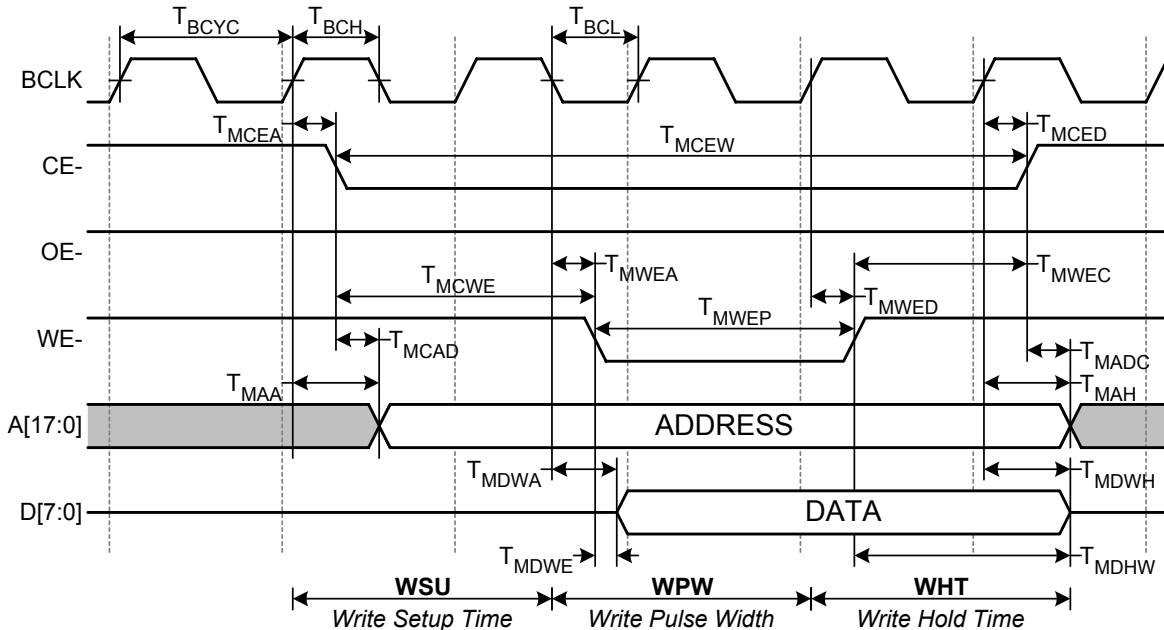 TBCYC TBCH TBCL
BCLK
TMCEA TMCEW TMCED
CE-
OE-
TMCWE TMWEA TMWEC
TMWEP TMWED
WE-
TMCAD TMADC
TMAA TMAH
A[17:0] ADDRESS
TMDWA TMDWH
D[7:0] DATA
TMDWE TMDHW
WSU WPW WHT
Write Setup Time Write Pulse Width Write Hold Time